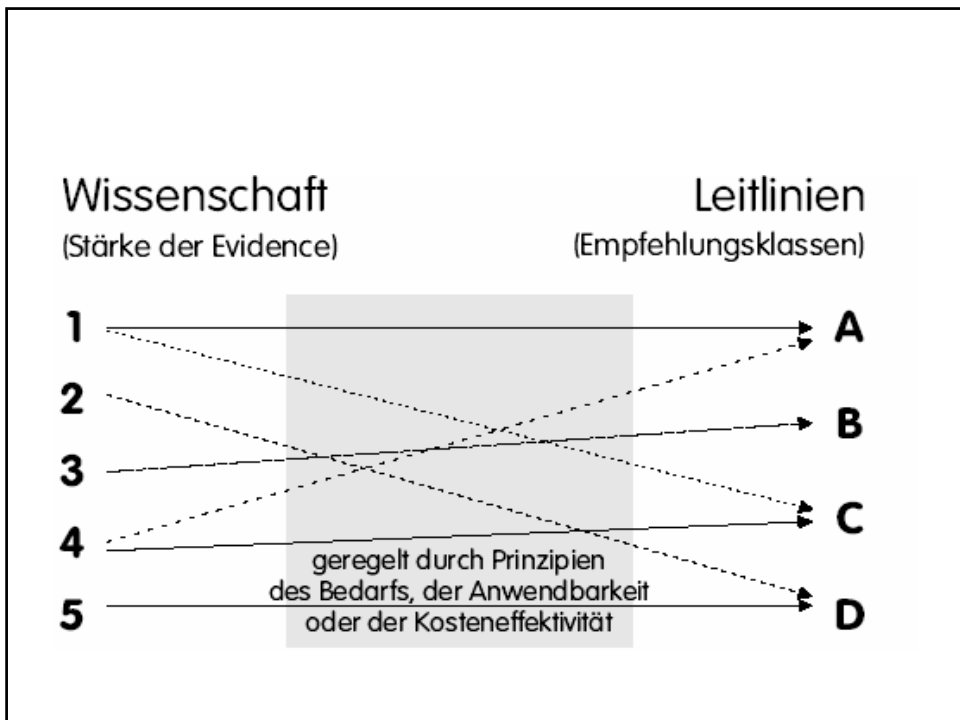 Wissenschaft
(Stärke der Evidence)
Leitlinien
(Empfehlungsklassen)
1
2
3
4
5
A
B
C
D
geregelt durch Prinzipien
des Bedarfs, der Anwendbarkeit
oder der Kosteneffektivität